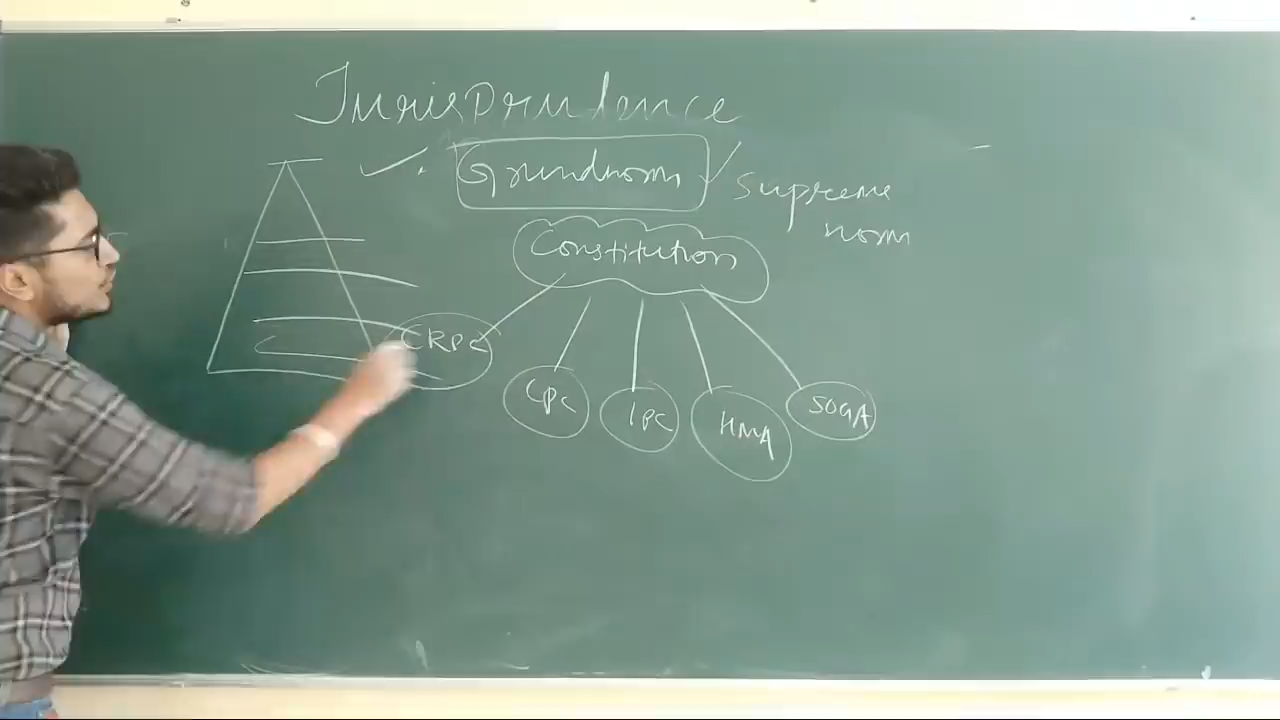 Jurisprudence
Grundnorm
Supreme
norm
Constitution
CRPC
CPC
IPC
HMA
SOGA